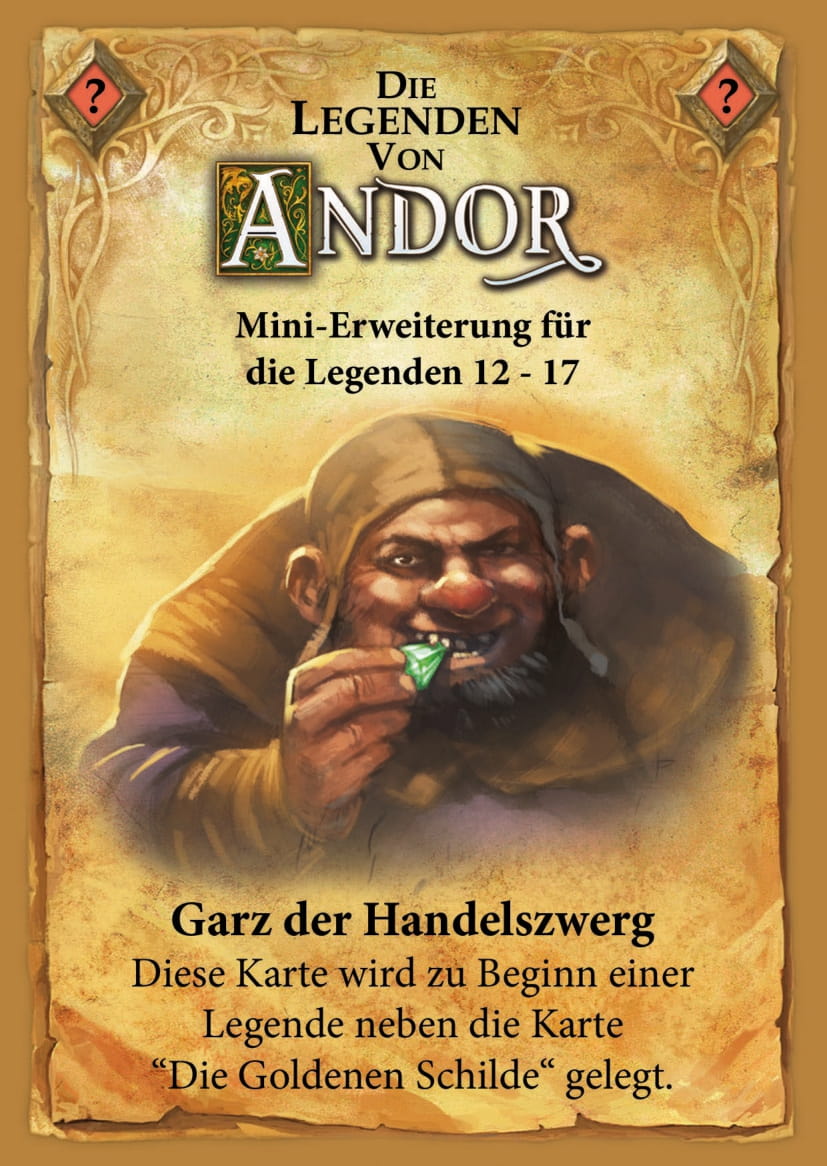 ?
?
DIE
LEGENDEN
VON
ANDOR
Mini-Erweiterung für
die Legenden 12 - 17
Garz der Handelszwerg
Diese Karte wird zu Beginn einer
Legende neben die Karte
“Die Goldenen Schilde“ gelegt.